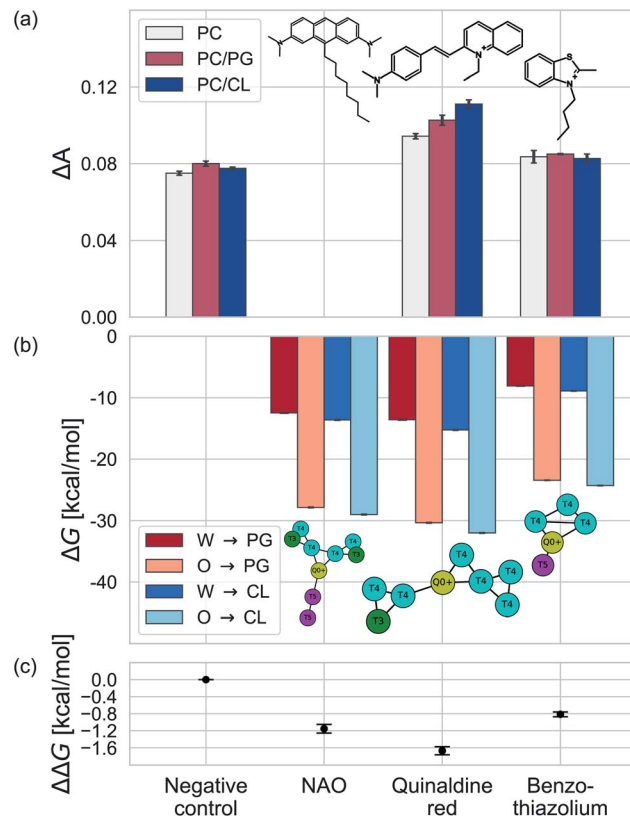 (a)
PC
PC/PG
PC/CL
N
N
N
N+
S
N
+
ΔA
0.12
0.08
0.04
0.00
(b)
ΔG [kcal/mol]
0
-10
-20
-30
-40
W → PG
O → PG
W → CL
O → CL
T4
T3
T4
T4
T4
T4
T3
Q0+
T5
T5
T4
T3
T4
Q0+
T4
T4
T4
T4
T4
T4
T4
Q0+
T5
(c)
ΔΔG [kcal/mol]
0.0
−0.4
−0.8
−1.2
−1.6
Negative
control
NAO
Quinaldine
red
Benzo-
thiazolium